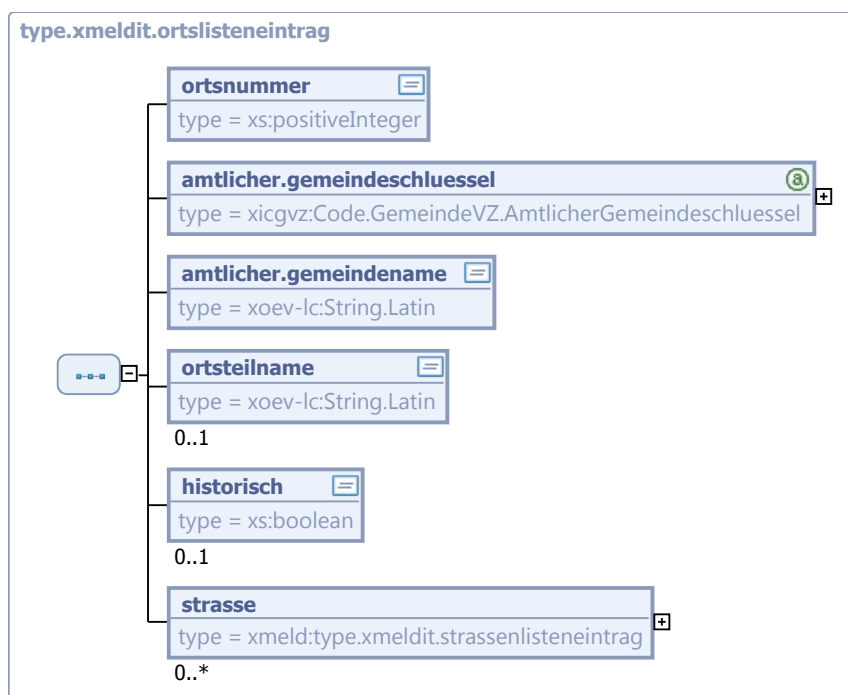 type.xmeldit.ortslisteneintrag
ortsnummer
type = xs:positiveInteger
amtlicher.gemeindeschluessel
type = xicgvz:Code.GemeindeVZ.AmtlicherGemeindeschluessel
amtlicher.gemeindename
type = xoev-lc:String.Latin
ortsteilname
type = xoev-lc:String.Latin
0..1
historisch
type = xs:boolean
0..1
strasse
type = xmeld:type.xmeldit.strassenlisteneintrag
0..*